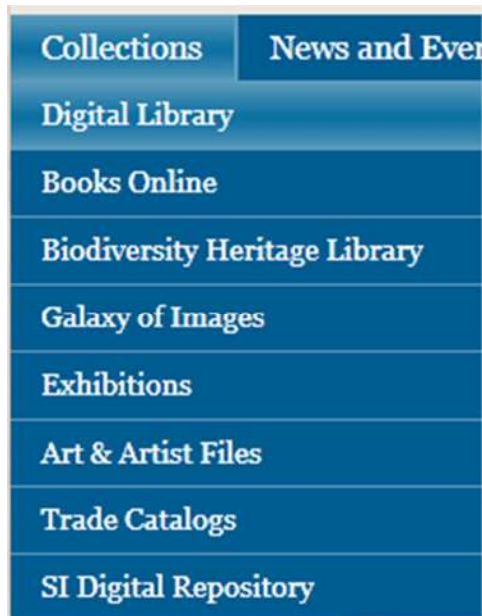 Collections News and Ever
Digital Library
Books Online
Biodiversity Heritage Library
Galaxy of Images
Exhibitions
Art & Artist Files
Trade Catalogs
SI Digital Repository